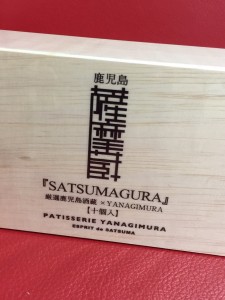 鹿児島
薩摩蔵
『SATSUMAGURA』
厳選鹿児島酒蔵 × YANAGIMURA
【十個入】
PATISSERIE YANAGIMURA
ESPRIT de SATSUMA